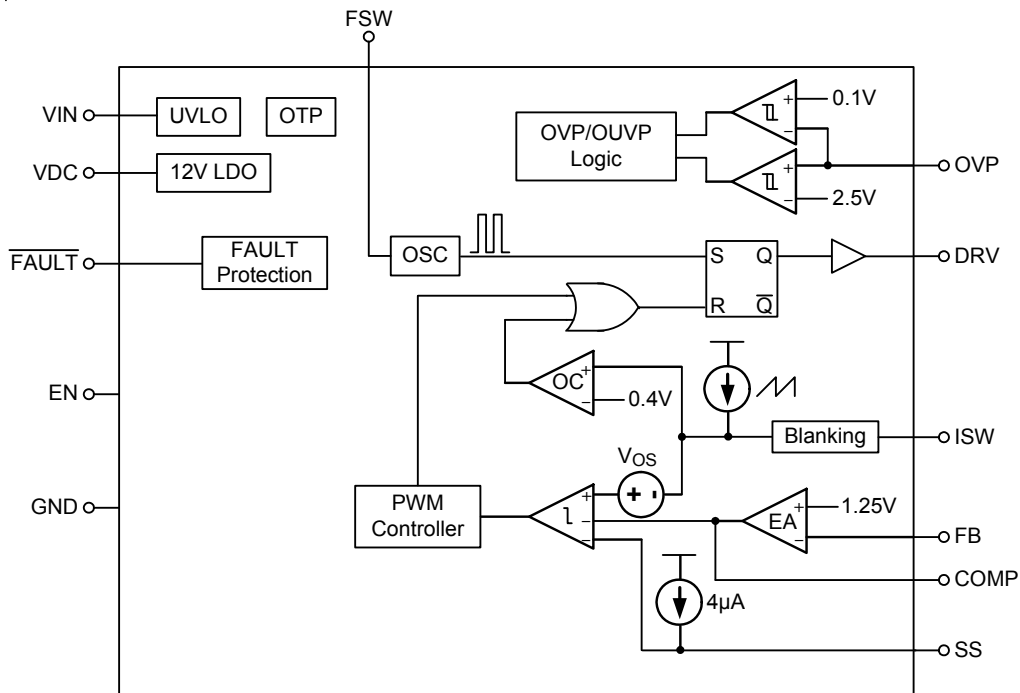 FSW
VIN
UVLO
OTP
VDC
12V LDO
FAULT
FAULT
Protection
EN
GND
OVP/OUVP
Logic
+
0.1V
−
+
−
2.5V
OVP
OSC
S
Q
R
Q
DRV
OC
+
−
0.4V
Blanking
ISW
VOS
+
-
PWM
Controller
+
−
−
EA
+
−
1.25V
FB
COMP
4µA
SS